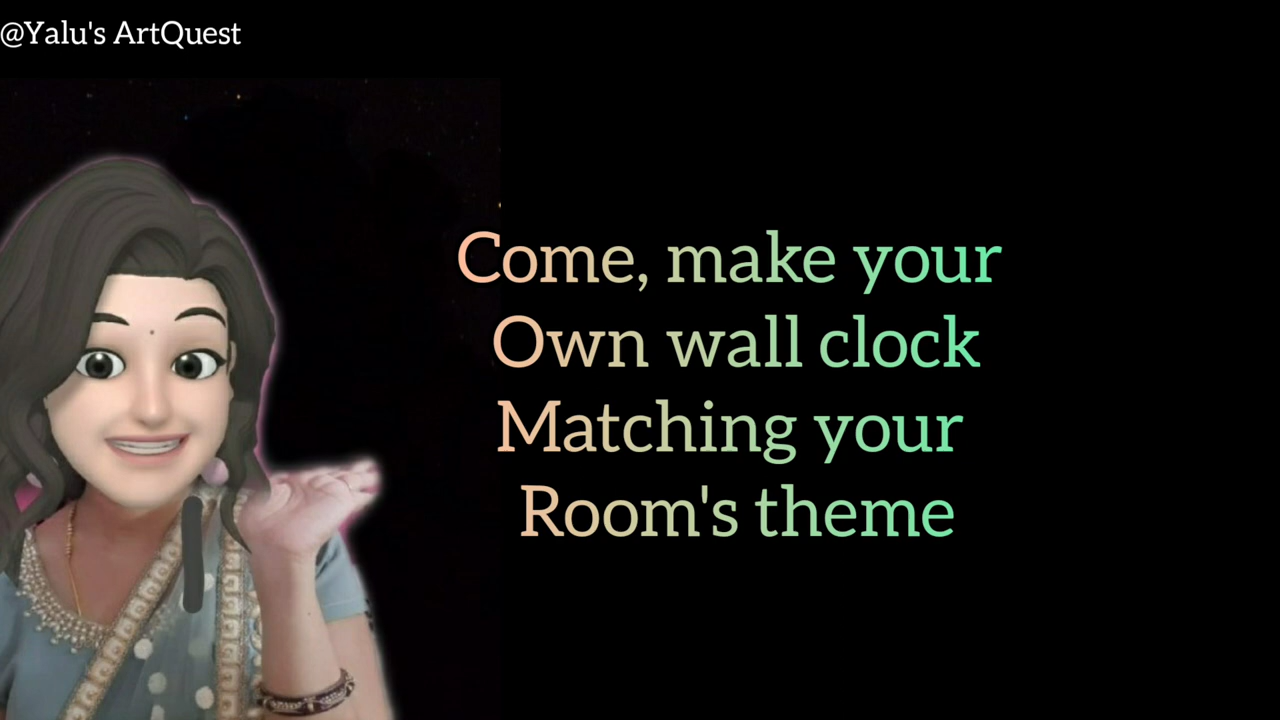 @Yalu's ArtQuest
Come, make your
Own wall clock
Matching your
Room's theme